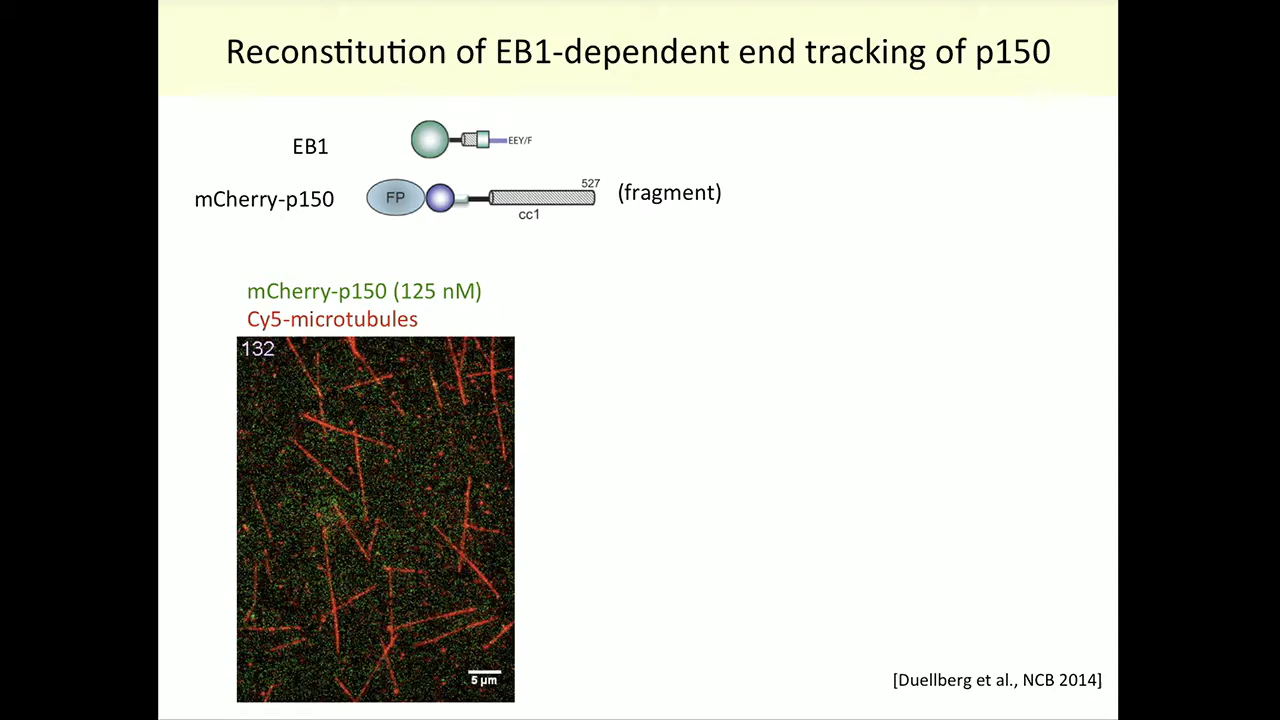 Reconstitution of EB1-dependent end tracking of p150
EB1
EEY/F
mCherry-p150
FP
527
cc1
(fragment)
mCherry-p150 (125 nM)
Cy5-microtubules
132
5 µm
[Duellberg et al., NCB 2014]